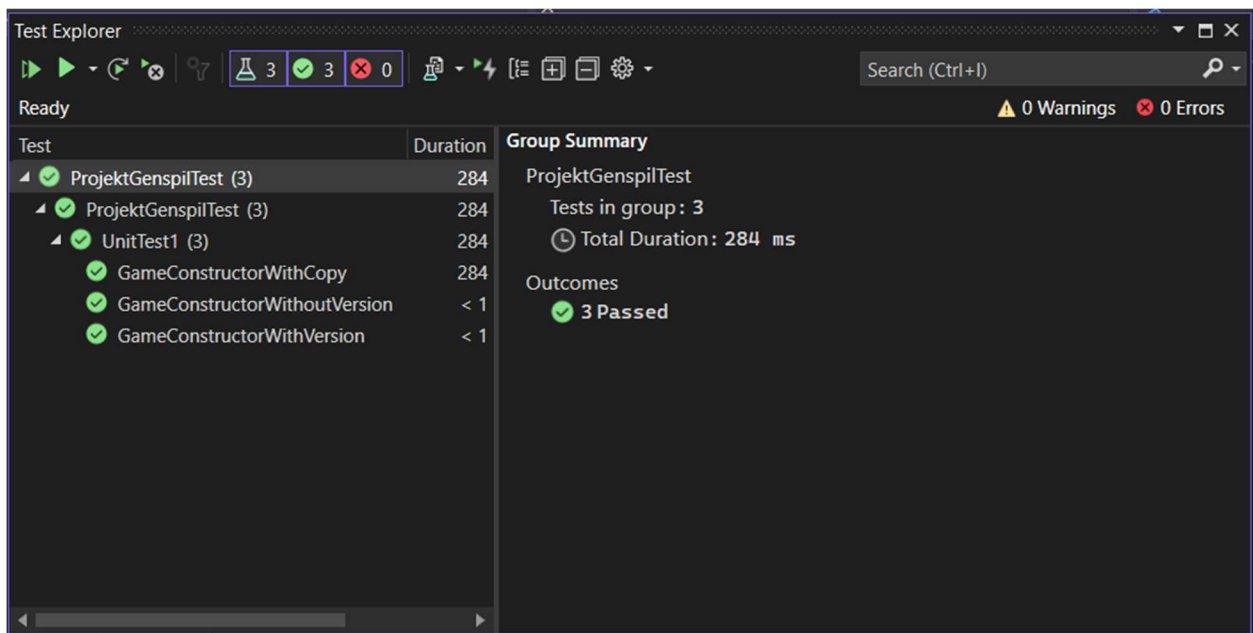 Test Explorer
3 3 0
Search (Ctrl+I)
Ready
0 Warnings 0 Errors
Test Duration
ProjektGenspilTest (3) 284
ProjektGenspilTest (3) 284
UnitTest1 (3) 284
GameConstructorWithCopy 284
GameConstructorWithoutVersion < 1
GameConstructorWithVersion < 1
Group Summary
ProjektGenspilTest
Tests in group: 3
Total Duration: 284 ms
Outcomes
3 Passed